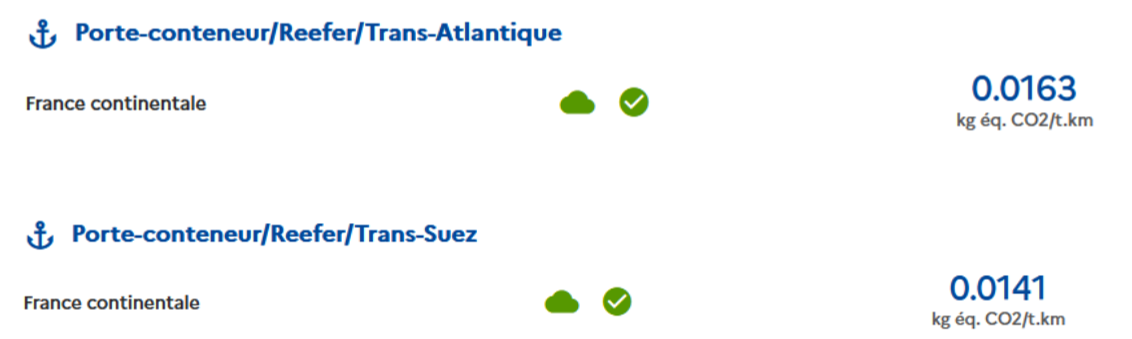 Porte-conteneur/Reefer/Trans-Atlantique
France continentale
0.0163
kg éq. CO2/t.km
Porte-conteneur/Reefer/Trans-Suez
France continentale
0.0141
kg éq. CO2/t.km